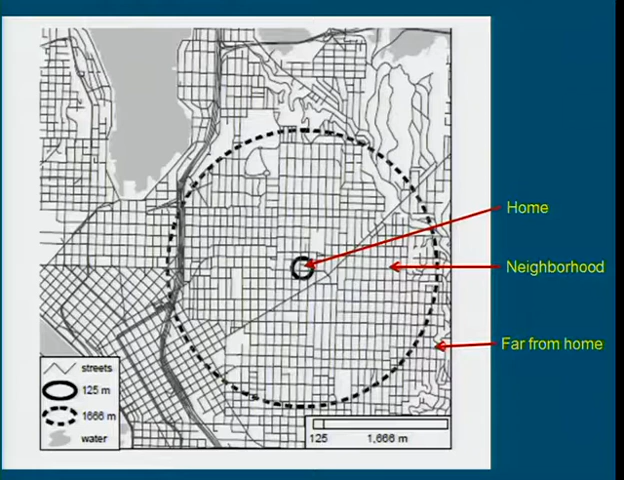 Home
Neighborhood
Far from home
streets
125 m
1666 m
water
125 1,666 m